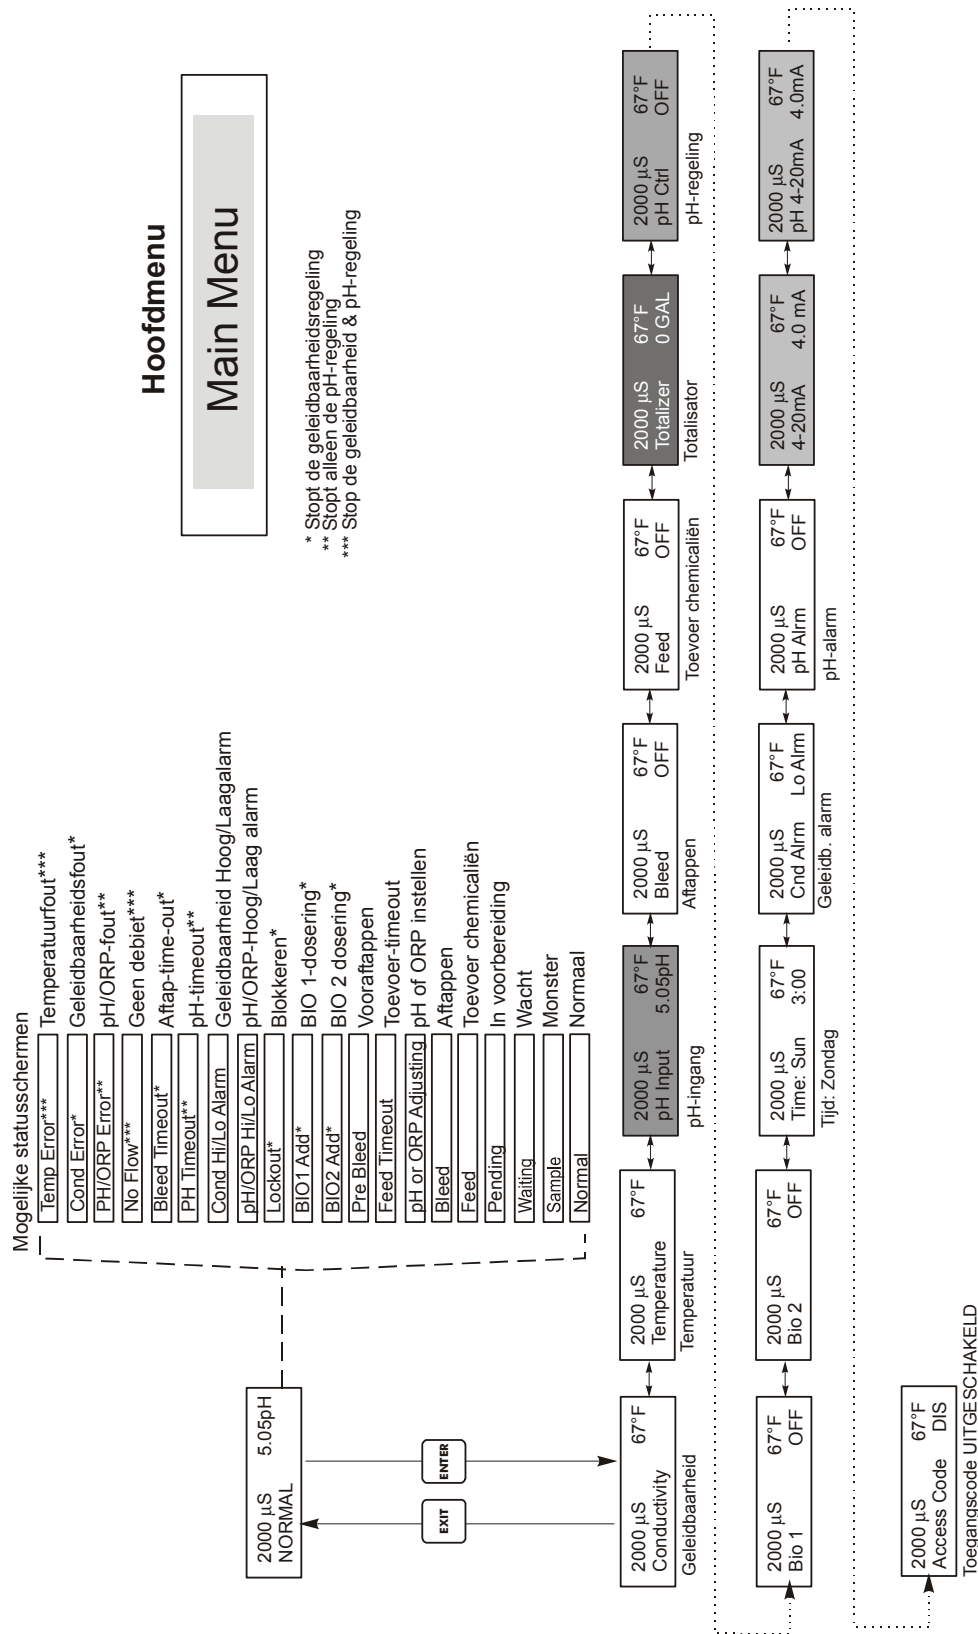 Hoofdmenu
Main Menu
* Stopt de geleidbaarheidsregeling
** Stopt alleen de pH-regeling
*** Stop de geleidbaarheid & pH-regeling
Mogelijke statusschermen
Temp Error*** Temperatuurfout***
Cond Error* Geleidbaarheidsfout*
PH/ORP Error** pH/ORP-fout**
No Flow*** Geen debiet***
Bleed Timeout* Aftap-time-out*
PH Timeout** pH-timeout**
Cond Hi/Lo Alarm Geleidbaarheid Hoog/Laagalarm
pH/ORP Hi/Lo Alarm pH/ORP-Hoog/Laag alarm
Lockout* Blokkeren*
BIO1 Add* BIO 1-dosering*
BIO2 Add* BIO 2 dosering*
Pre Bleed Vooraftappen
Feed Timeout Toevoer-timeout
pH or ORP Adjusting pH of ORP instellen
Bleed Aftappen
Feed Toevoer chemicaliën
Pending In voorbereiding
Waiting Wacht
Sample Monster
Normal Normaal
2000 µS 5.05pH
NORMAL
EXIT
ENTER
2000 µS 67°F
Conductivity
Geleidbaarheid
2000 µS 67°F
Temperature
Temperatuur
2000 µS 67°F
pH Input 5.05pH
pH-ingang
2000 µS 67°F
Bleed OFF
Aftappen
2000 µS 67°F
Feed OFF
Toevoer chemicaliën
2000 µS 67°F
Totalizer 0 GAL
Totalisator
2000 µS 67°F
pH Ctrl OFF
pH-regeling
2000 µS 67°F
Bio 1 OFF
2000 µS 67°F
Bio 2 OFF
2000 µS 67°F
Time: Sun 3:00
Tijd: Zondag
2000 µS 67°F
Cnd Alrm Lo Alrm
Geleidb. alarm
2000 µS 67°F
pH Alrm OFF
pH-alarm
2000 µS 67°F
4-20mA 4.0 mA
2000 µS 67°F
pH 4-20mA 4.0mA
2000 µS 67°F
Access Code DIS
Toegangscode UITGESCHAKELD